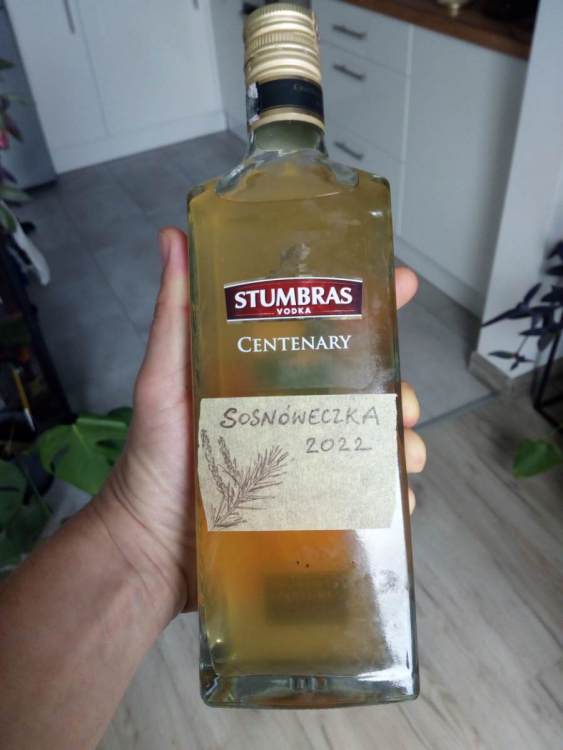 STUMBRAS
VODKA
CENTENARY
SOSNÓWECZKA
2022